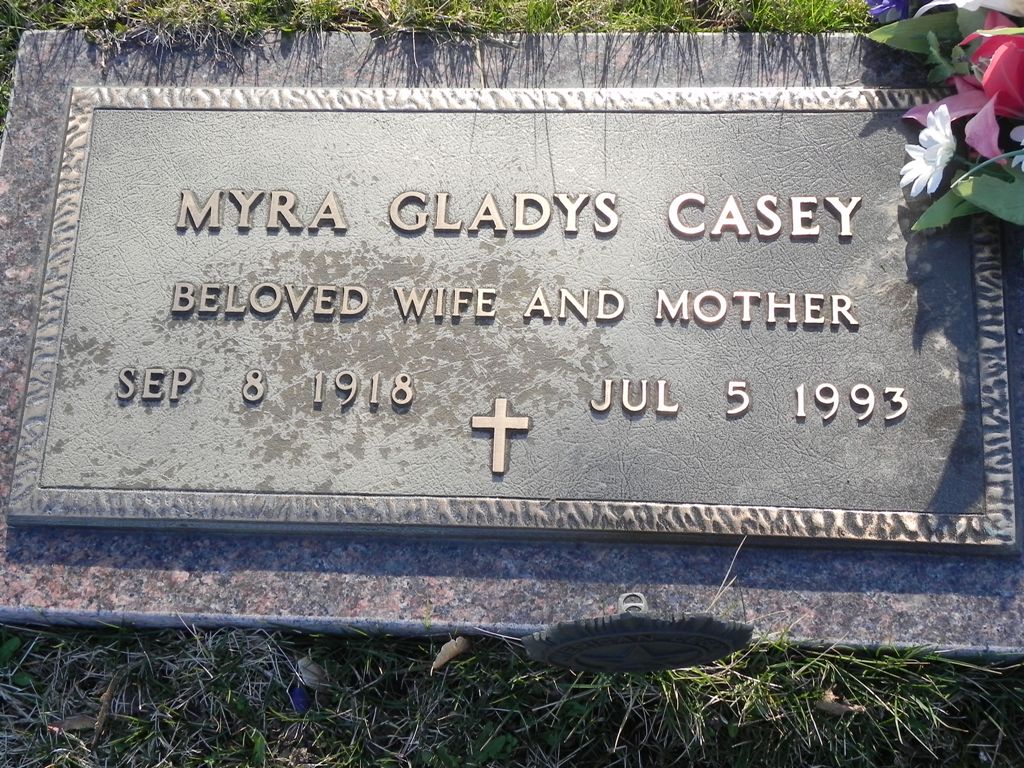 MYRA GLADYS CASEY
BELOVED WIFE AND MOTHER
SEP 8 1918 JUL 5 1993